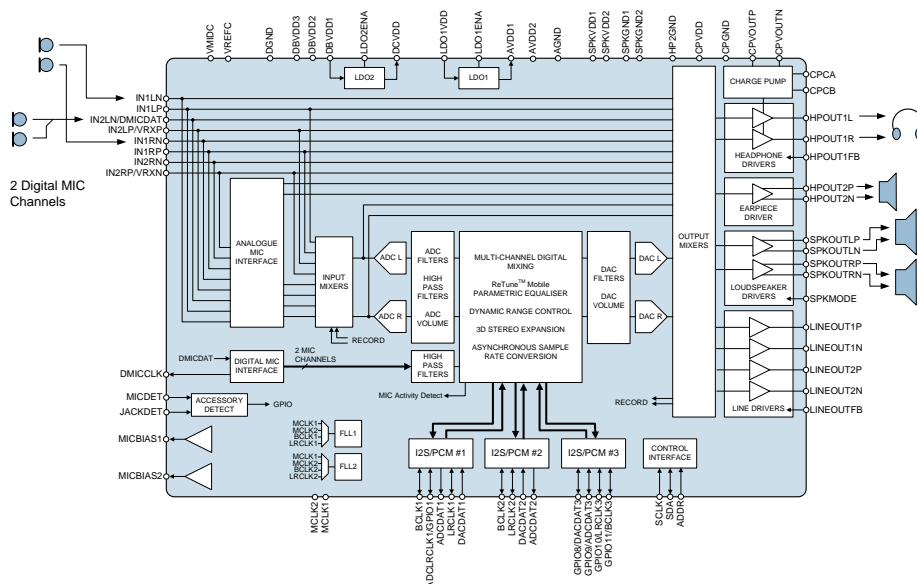 VMIDC
VREFC
DGND
DBVDD3
DBVDD2
DBVDD1
LDO2ENA
DCVDD
LDO1VDD
LDO1ENA
AVDD1
AVDD2
AGND
SPKVDD1
SPKVDD2
SPKGND1
SPKGND2
HP2GND
CPVDD
CPGND
CPVOUTP
CPVOUTN
LDO2
LDO1
CHARGE PUMP
CPCA
CPCB
IN1LN
IN1LP
IN2LN/DMICDAT
IN2LP/VRXP
IN1RN
IN1RP
IN2RN
IN2RP/VRXN
2 Digital MIC
Channels
HPOUT1L
HPOUT1R
HEADPHONE
DRIVERS
HPOUT1FB
HPOUT2P
HPOUT2N
EARPIECE
DRIVER
SPKOUTLP
SPKOUTLN
SPKOUTRP
SPKOUTRN
LOUDSPEAKER
DRIVERS
SPKMODE
LINEOUT1P
LINEOUT1N
LINEOUT2P
LINEOUT2N
LINE DRIVERS
LINEOUTFB
ANALOGUE
MIC
INTERFACE
INPUT
MIXERS
RECORD
ADC L
ADC R
ADC
FILTERS
HIGH
PASS
FILTERS
ADC
VOLUME
MULTI-CHANNEL DIGITAL
MIXING
ReTune™ Mobile
PARAMETRIC EQUALISER
DYNAMIC RANGE CONTROL
3D STEREO EXPANSION
ASYNCHRONOUS SAMPLE
RATE CONVERSION
DAC
FILTERS
DAC
VOLUME
DAC L
DAC R
OUTPUT
MIXERS
RECORD
DMICDAT
DMICCLK
DIGITAL MIC
INTERFACE
2 MIC
CHANNELS
HIGH
PASS
FILTERS
MIC Activity Detect
MICDET
JACKDET
ACCESSORY
DETECT
GPIO
MICBIAS1
MICBIAS2
MCLK1
MCLK2
BCLK1
LRCLK1
FLL1
MCLK1
MCLK2
BCLK2
LRCLK2
FLL2
I2S/PCM #1
I2S/PCM #2
I2S/PCM #3
CONTROL
INTERFACE
MCLK2
MCLK1
BCLK1
ADCLRCLK1/GPIO1
ADCDAT1
LRCLK1
DACDAT1
BCLK2
LRCLK2
DACDAT2
ADCDAT2
GPIO8/DACDAT3
GPIO9/ADCDAT3
GPIO10/LRCLK3
GPIO11/BCLK3
SCLK
SDA
ADDR